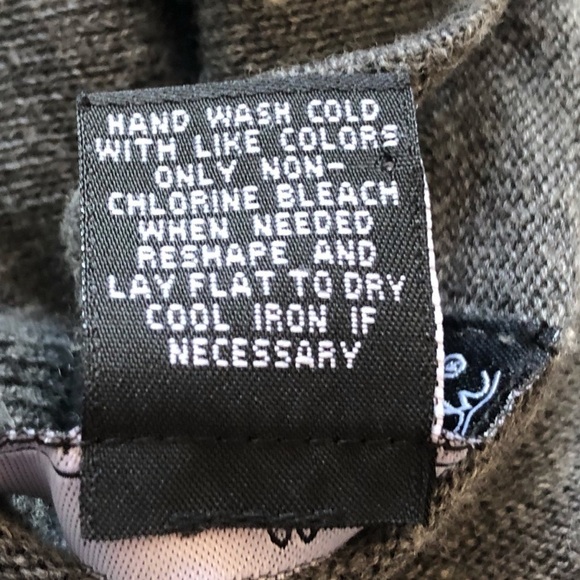 HAND WASH COLD
WITH LIKE COLORS
ONLY NON-
CHLORINE BLEACH
WHEN NEEDED
RESHAPE AND
LAY FLAT TO DRY
COOL IRON IF
NECESSARY